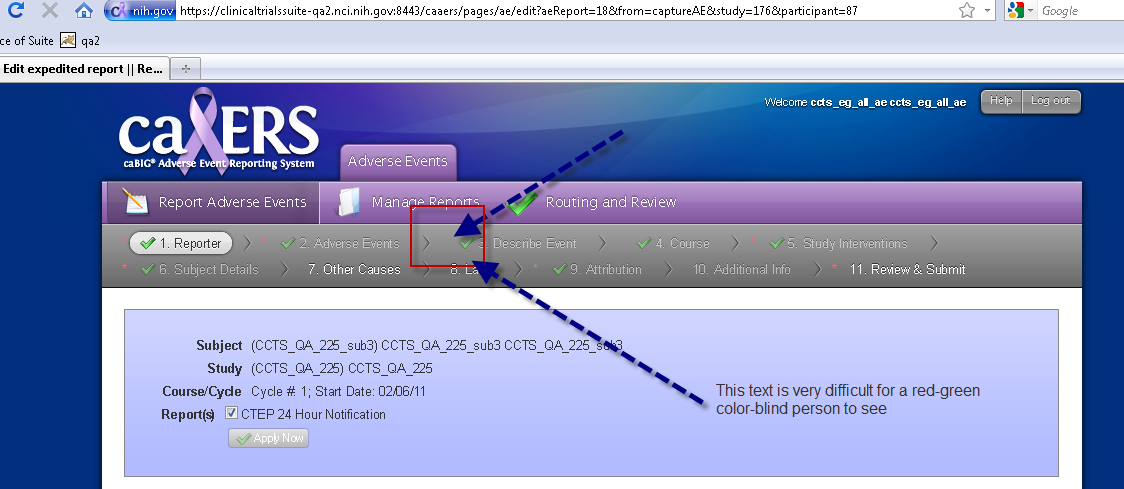 nih.gov https://clinicaltrialssuite-qa2.nci.nih.gov:8443/caaers/pages/ae/edit?aeReport=18&from=captureAE&study=176&participant=87 Google
ce of Suite qa2
Edit expedited report || Re...
Welcome ccts_eg_all_ae ccts_eg_all_ae Help Log out
caAERS
caBIG® Adverse Event Reporting System
Adverse Events
Report Adverse Events Manage Reports Routing and Review
* 1. Reporter * 2. Adverse Events 3. Describe Event 4. Course * 5. Study Interventions
* 6. Subject Details 7. Other Causes 8. * 9. Attribution 10. Additional Info * 11. Review & Submit
Subject (CCTS_QA_225_sub3) CCTS_QA_225_sub3 CCTS_QA_225_sub3
Study (CCTS_QA_225) CCTS_QA_225
Course/Cycle Cycle #: 1; Start Date: 02/06/11
Report(s) CTEP 24 Hour Notification
Apply Now
This text is very difficult for a red-green
color-blind person to see